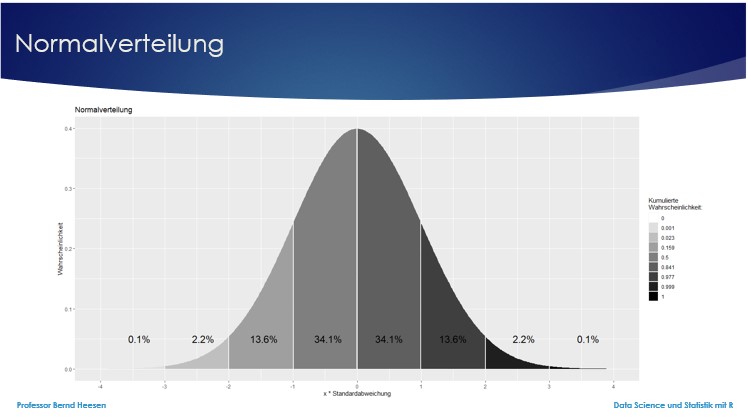 Normalverteilung
Normalverteilung
Wahrscheinlichkeit
0.4
0.3
0.2
0.1
0.0
0.1% 2.2% 13.6% 34.1% 34.1% 13.6% 2.2% 0.1%
-4 -3 -2 -1 0 1 2 3 4
x * Standardabweichung
Kumulierte
Wahrscheinlichkeit:
0
0.001
0.023
0.159
0.5
0.841
0.977
0.999
1
Professor Bernd Heesen Data Science und Statistik mit R